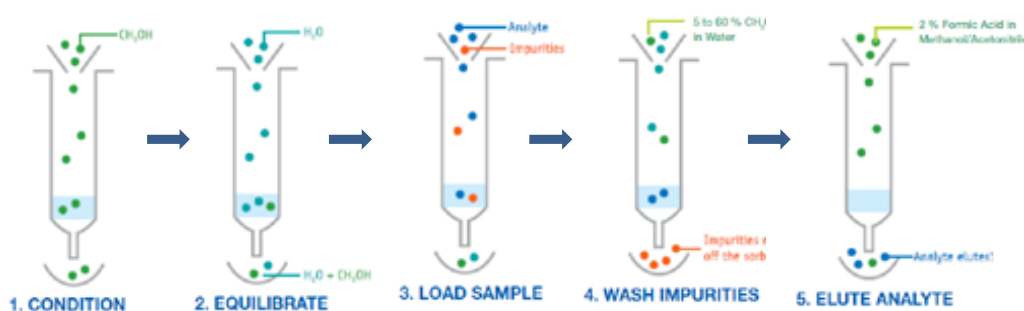 CH₃OH
1. CONDITION
H₂O
H₂O + CH₃OH
2. EQUILIBRATE
Analyte
Impurities
3. LOAD SAMPLE
5 to 60 % CH₃
in Water
Impurities e
off the sorb
4. WASH IMPURITIES
2 % Formic Acid in
Methanol/Acetonitrile
Analyte elutes!
5. ELUTE ANALYTE